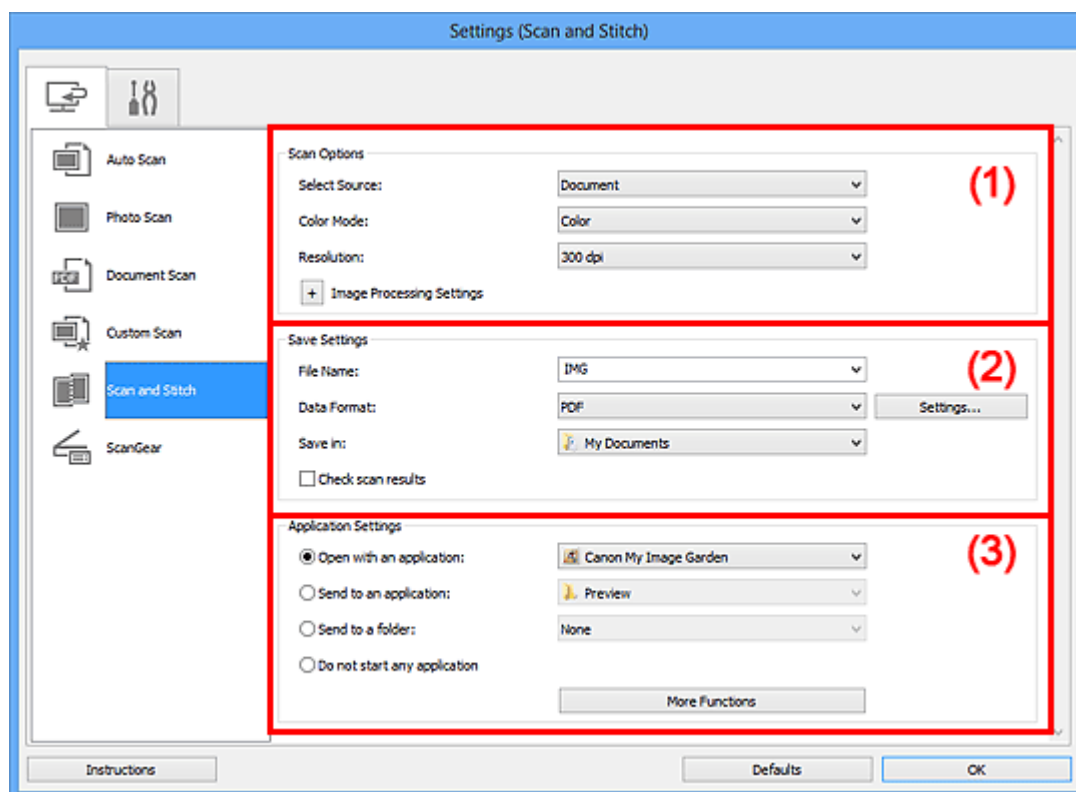 Settings (Scan and Stitch)
Auto Scan
Photo Scan
Document Scan
Custom Scan
Scan and Stitch
ScanGear
Scan Options
(1)
Select Source: Document
Color Mode: Color
Resolution: 300 dpi
+ Image Processing Settings
Save Settings
(2)
File Name: IMG
Data Format: PDF Settings...
Save in: My Documents
Check scan results
Application Settings
(3)
Open with an application: Canon My Image Garden
Send to an application: Preview
Send to a folder: None
Do not start any application
More Functions
Instructions Defaults OK